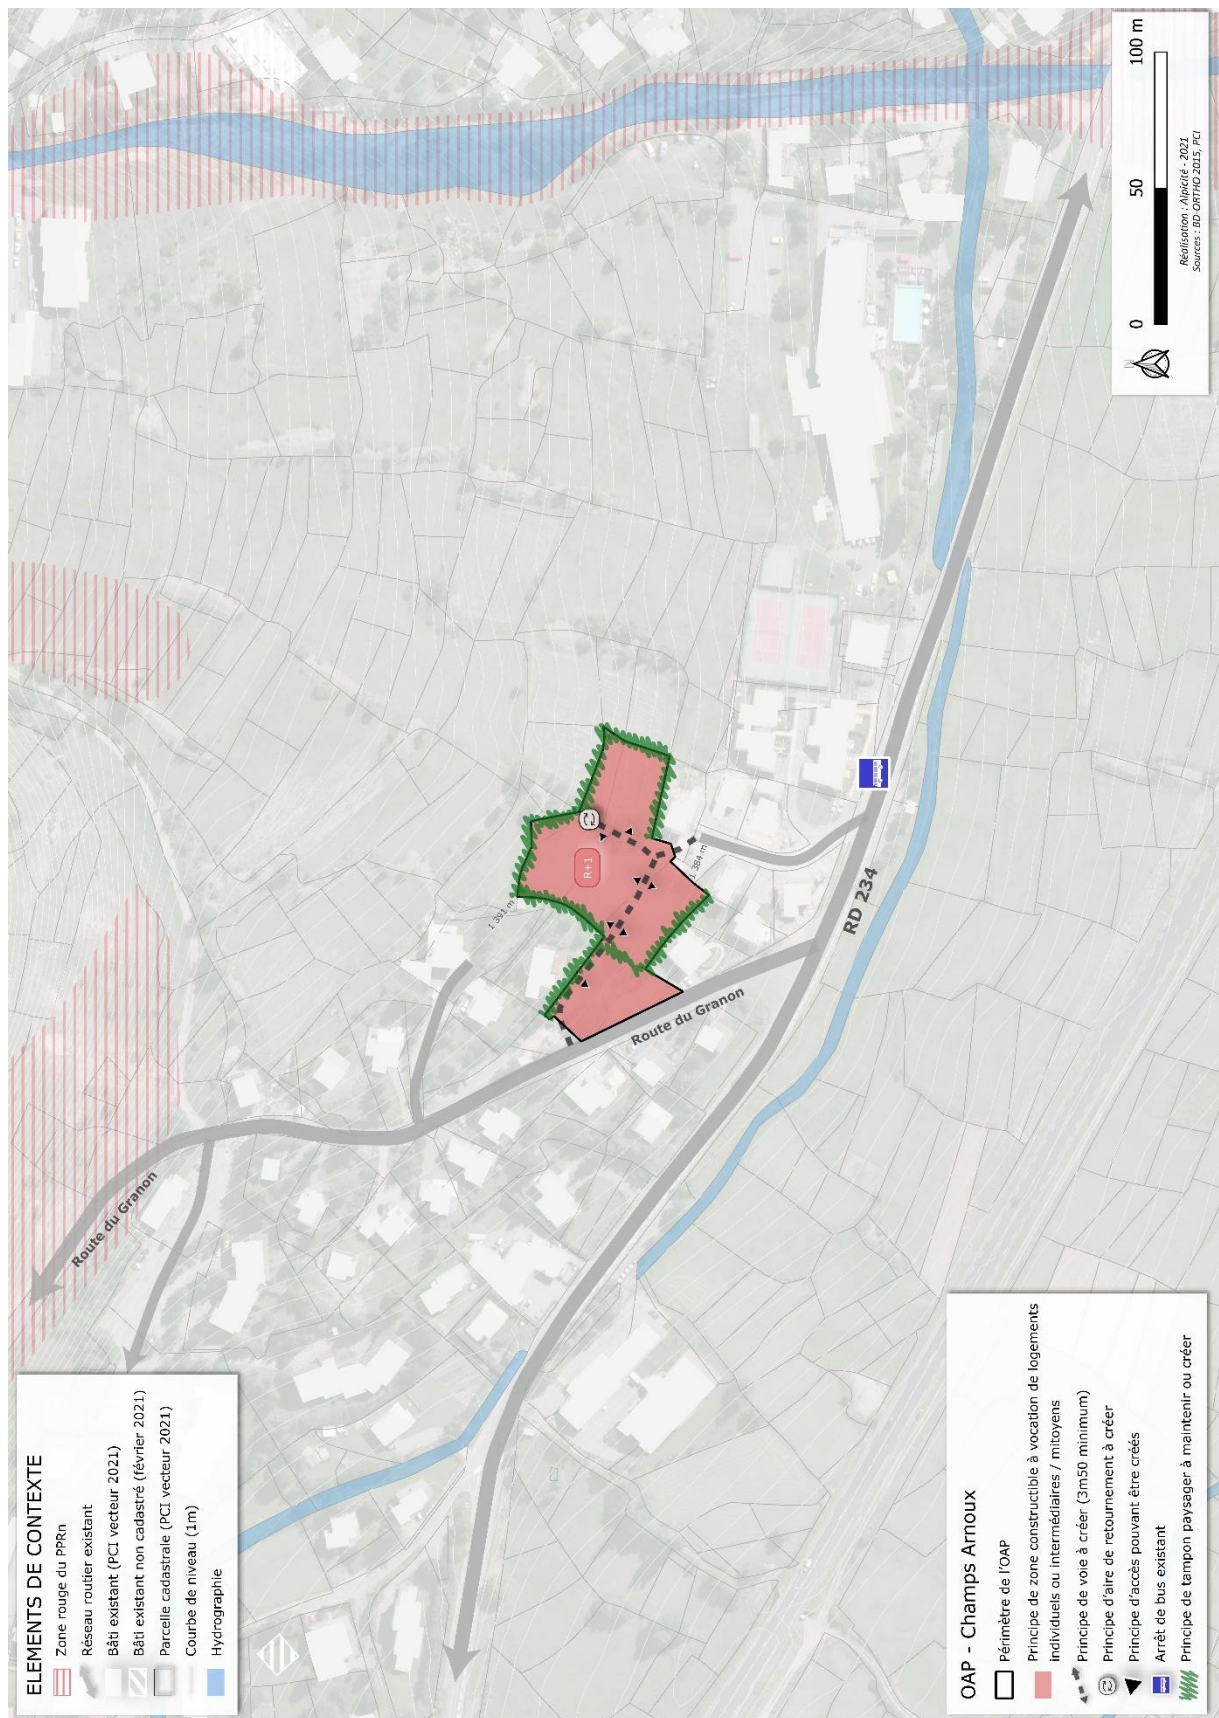 ELEMENTS DE CONTEXTE
Zone rouge du PPRn
Réseau routier existant
Bâti existant (PCI vecteur 2021)
Bâti existant non cadastré (février 2021)
Parcelle cadastrale (PCI vecteur 2021)
Courbe de niveau (1m)
Hydrographie
Route du Granon
Route du Granon
1 391 m
R+1
1 384 m
RD 234
OAP - Champs Arnoux
Périmètre de l'OAP
Principe de zone constructible à vocation de logements
individuels ou intermédiaires / mitoyens
Principe de voie à créer (3m50 minimum)
Principe d'aire de retournement à créer
Principe d'accès pouvant être créés
Arrêt de bus existant
Principe de tampon paysager à maintenir ou créer
0 50 100 m
Réalisation : Alpicité - 2021
Sources : BD ORTHO 2015, PCI